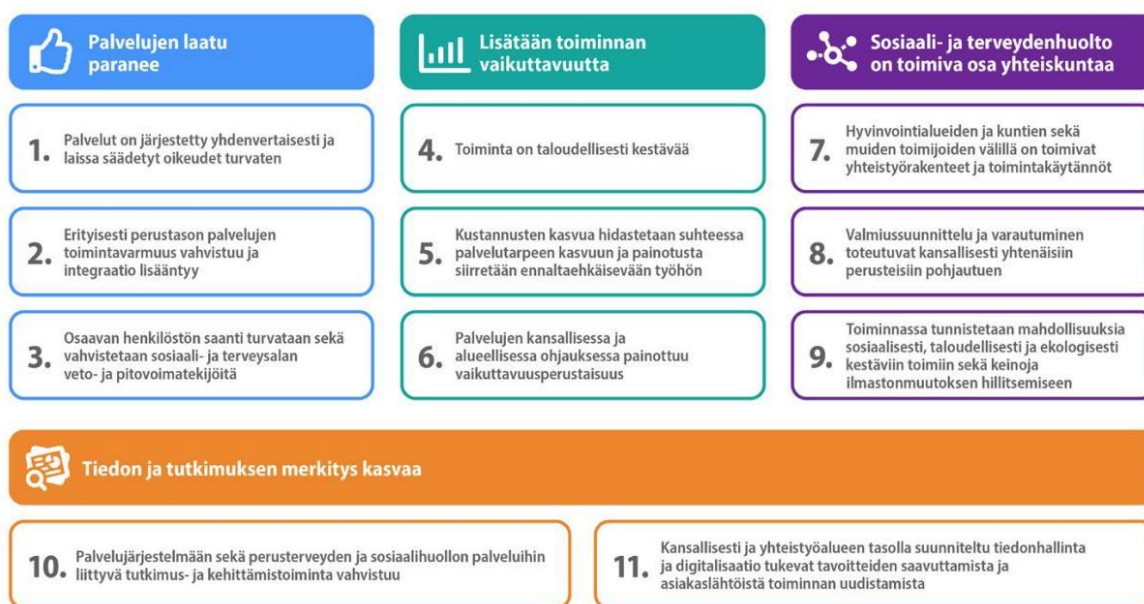 Palvelujen laatu
paranee
1. Palvelut on järjestetty yhdenvertaisesti ja
laissa säädetyt oikeudet turvaten
2. Erityisesti perustason palvelujen
toimintavarmuus vahvistuu ja
integraatio lisääntyy
3. Osaavan henkilöstön saanti turvataan sekä
vahvistetaan sosiaali- ja terveysalan
veto- ja pitovoimatekijöitä
Lisätään toiminnan
vaikuttavuutta
4. Toiminta on taloudellisesti kestävää
5. Kustannusten kasvua hidastetaan suhteessa
palvelutarpeen kasvuun ja painotusta
siirretään ennaltaehkäisevään työhön
6. Palvelujen kansallisessa ja
alueellisessa ohjauksessa painottuu
vaikuttavuusperustaisuus
Sosiaali- ja terveydenhuolto
on toimiva osa yhteiskuntaa
7. Hyvinvointialueiden ja kuntien sekä
muiden toimijoiden välillä on toimivat
yhteistyörakenteet ja toimintakäytännöt
8. Valmiussuunnittelu ja varautuminen
toteutuvat kansallisesti yhtenäisiin
perusteisiin pohjautuen
9. Toiminnassa tunnistetaan mahdollisuuksia
sosiaalisesti, taloudellisesti ja ekologisesti
kestäviin toimiin sekä keinoja
ilmastonmuutoksen hillitsemiseen
Tiedon ja tutkimuksen merkitys kasvaa
10. Palvelujärjestelmään sekä perusterveyden ja sosiaalihuollon palveluihin
liittyvä tutkimus- ja kehittämistoiminta vahvistuu
11. Kansallisesti ja yhteistyöalueen tasolla suunniteltu tiedonhallinta
ja digitalisaatio tukevat tavoitteiden saavuttamista ja
asiakaslähtöistä toiminnan uudistamista